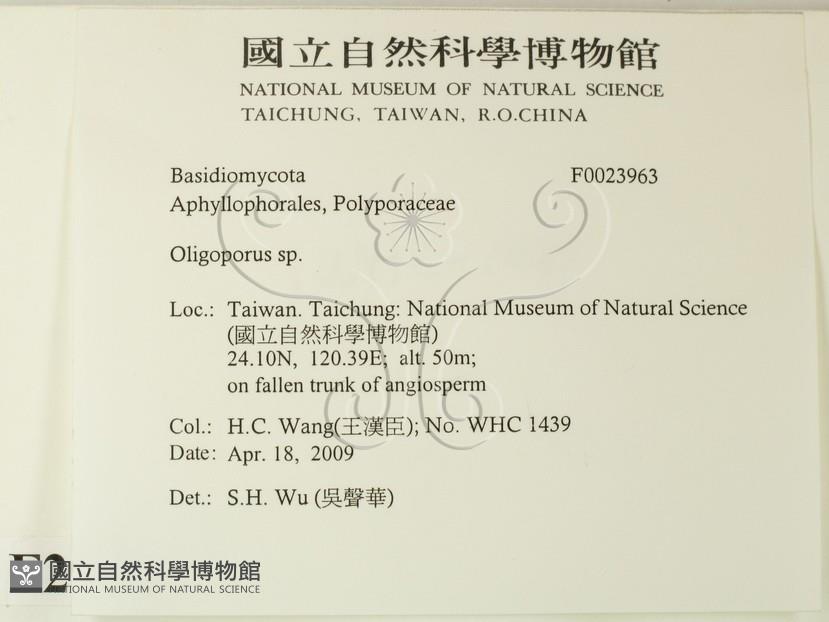 國立自然科學博物館
NATIONAL MUSEUM OF NATURAL SCIENCE
TAICHUNG, TAIWAN, R.O.CHINA
Basidiomycota F0023963
Aphyllophorales, Polyporaceae
Oligoporus sp.
Loc.: Taiwan. Taichung: National Museum of Natural Science
(國立自然科學博物館)
24.10N, 120.39E; alt. 50m;
on fallen trunk of angiosperm
Col.: H.C. Wang(王漢臣); No. WHC 1439
Date: Apr. 18, 2009
Det.: S.H. Wu (吳聲華)
國立自然科學博物館
NATIONAL MUSEUM OF NATURAL SCIENCE